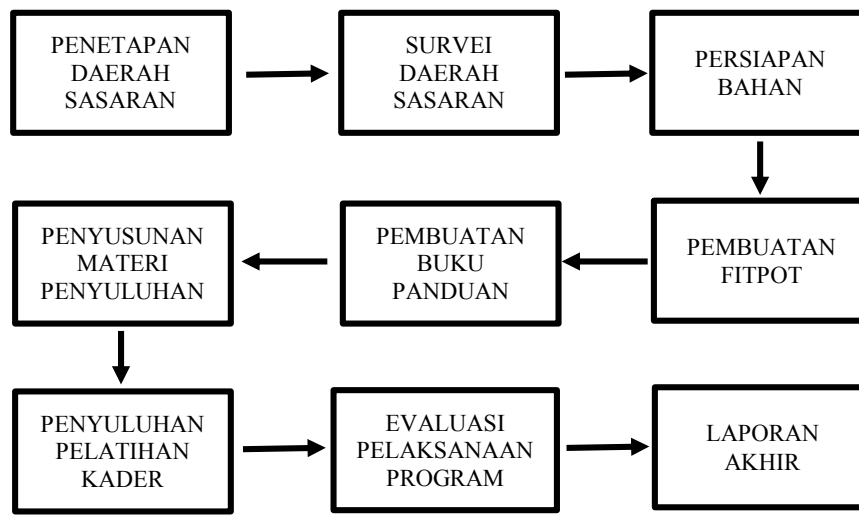 PENETAPAN
DAERAH
SASARAN
SURVEI
DAERAH
SASARAN
PERSIAPAN
BAHAN
PEMBUATAN
FITPOT
PEMBUATAN
BUKU
PANDUAN
PENYUSUNAN
MATERI
PENYULUHAN
PENYULUHAN
PELATIHAN
KADER
EVALUASI
PELAKSANAAN
PROGRAM
LAPORAN
AKHIR